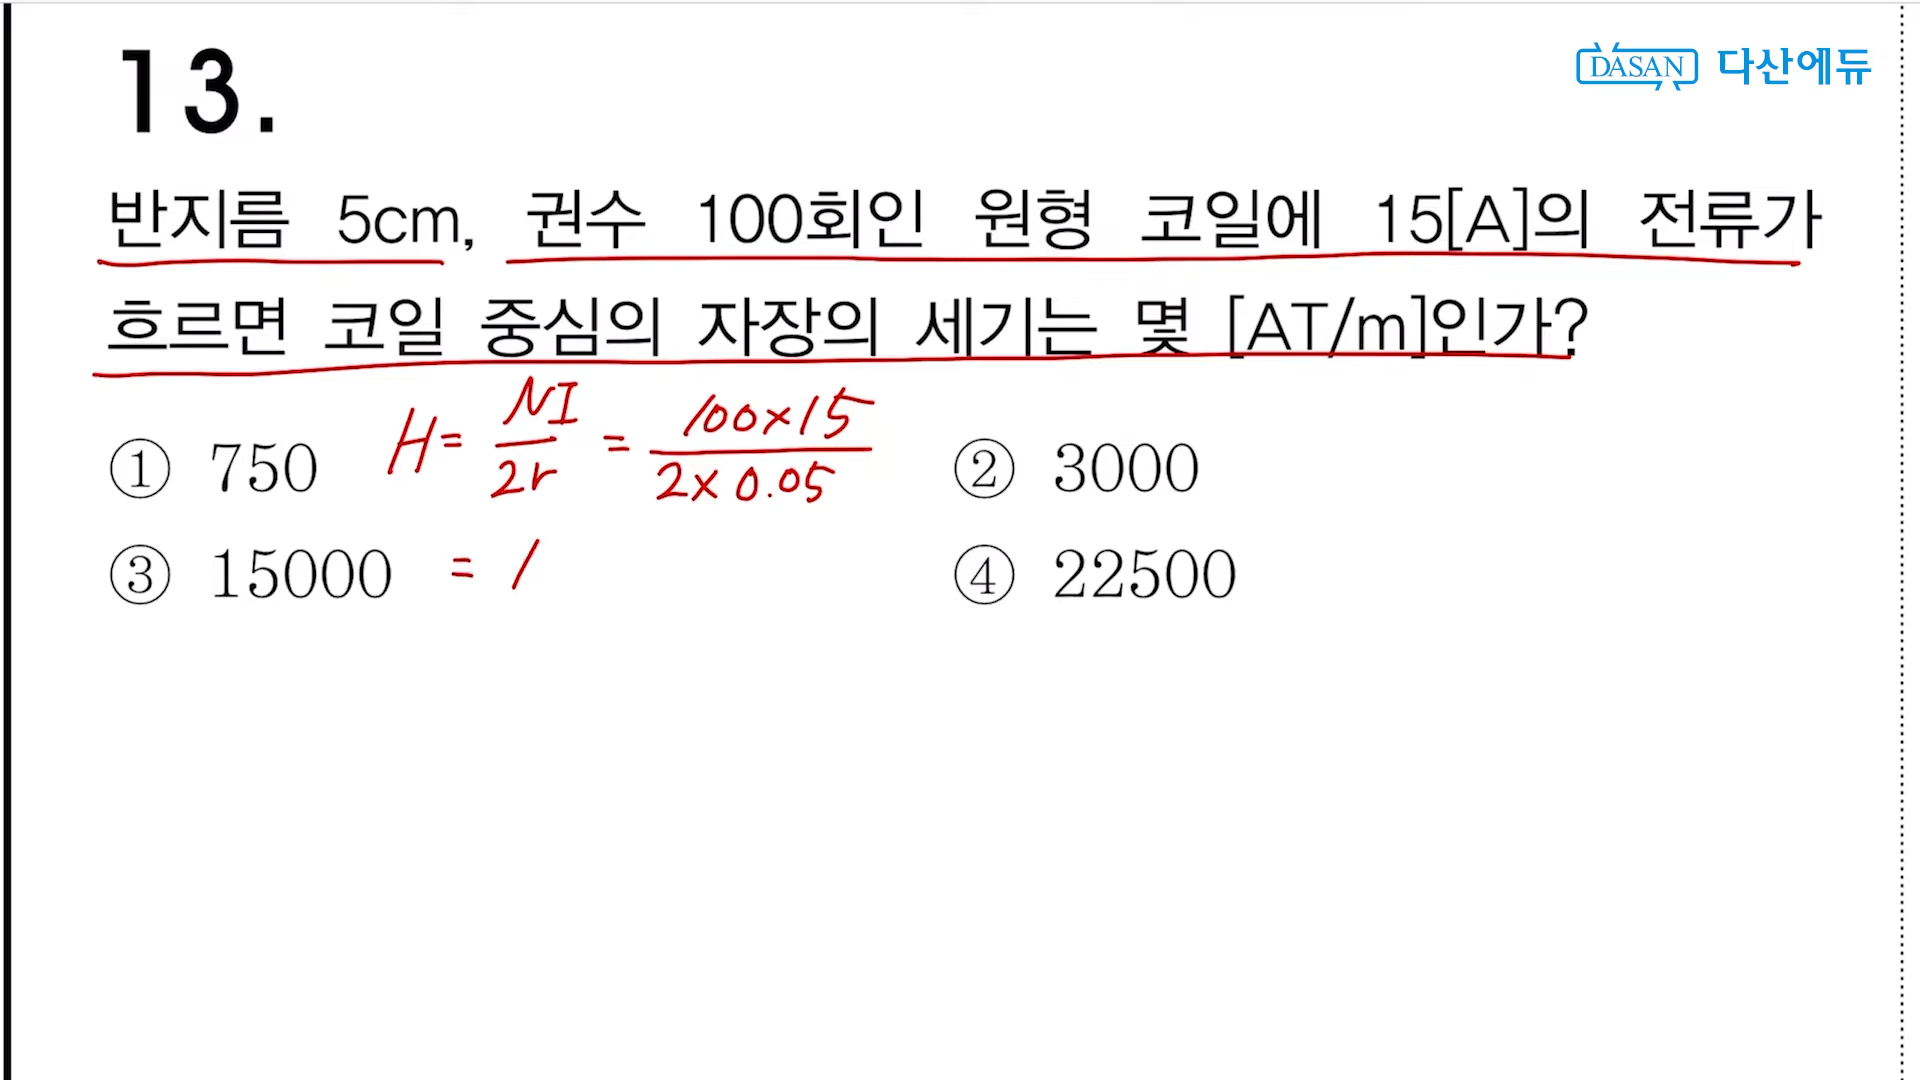 13.
DASAN 다산에듀
반지름 5cm, 권수 100회인 원형 코일에 15[A]의 전류가
흐르면 코일 중심의 자장의 세기는 몇 [AT/m]인가?
① 750
H = NI/2r = 100×15/2×0.05
② 3000
③ 15000
= 1
④ 22500